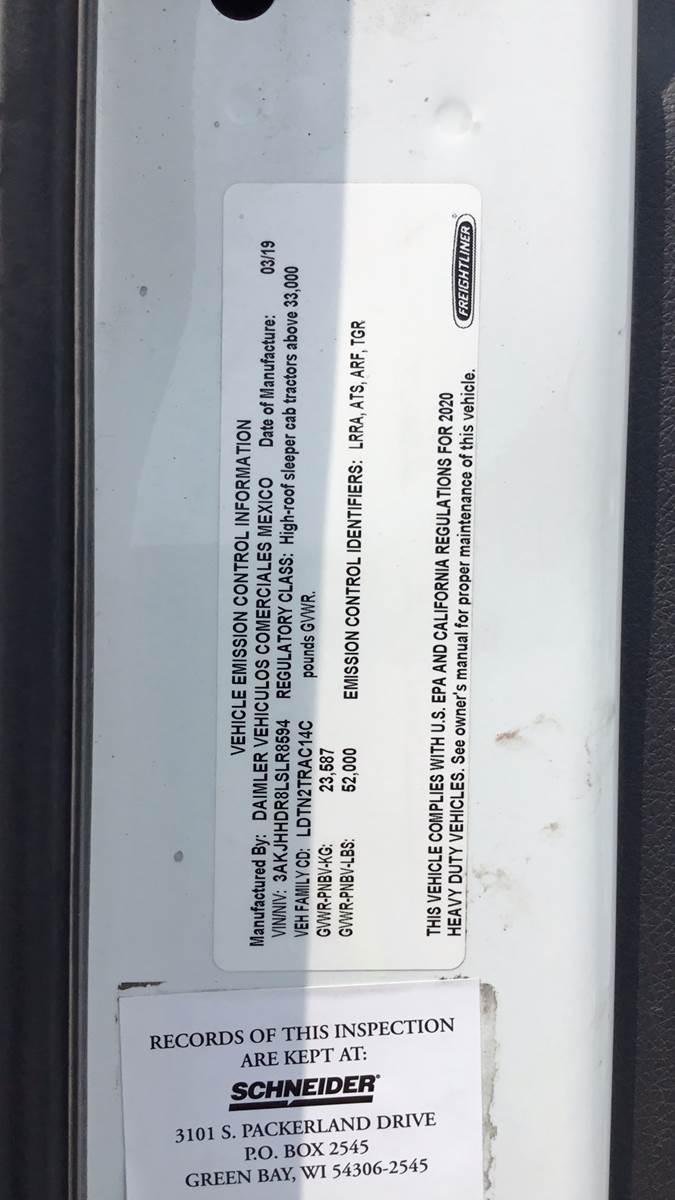 VEHICLE EMISSION CONTROL INFORMATION
Manufactured By: DAIMLER VEHICULOS COMERCIALES MEXICO Date of Manufacture: 03/19
VIN/NIV: 3AKJHHDR8LSLR8594 REGULATORY CLASS: High-roof sleeper cab tractors above 33,000
VEH FAMILY CD: LDTN2TRAC14C pounds GVWR.
GVWR-PNBV-KG: 23,587
GVWR-PNBV-LBS: 52,000 EMISSION CONTROL IDENTIFIERS: LRRA, ATS, ARF, TGR
THIS VEHICLE COMPLIES WITH U.S. EPA AND CALIFORNIA REGULATIONS FOR 2020
HEAVY DUTY VEHICLES. See owner's manual for proper maintenance of this vehicle.
FREIGHTLINER
RECORDS OF THIS INSPECTION
ARE KEPT AT:
SCHNEIDER®
3101 S. PACKERLAND DRIVE
P.O. BOX 2545
GREEN BAY, WI 54306-2545